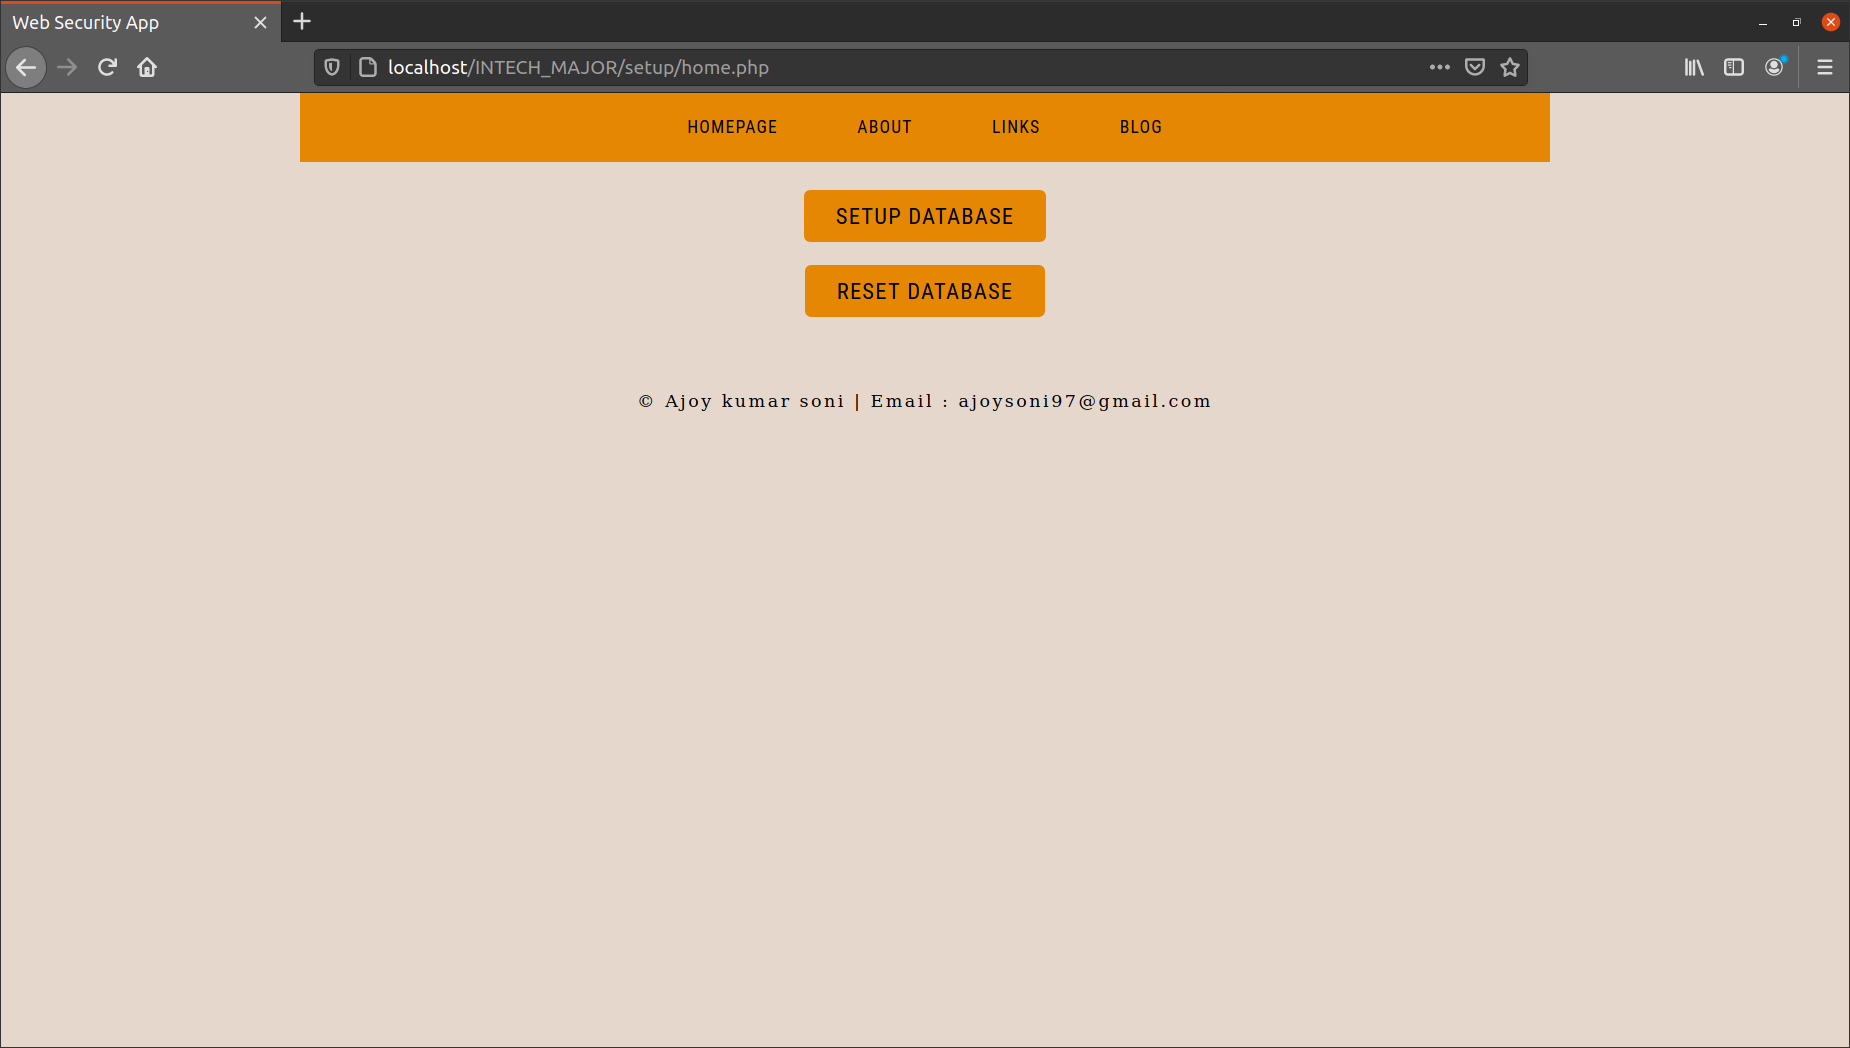 Web Security App
localhost/INTECH_MAJOR/setup/home.php
HOMEPAGE ABOUT LINKS BLOG
SETUP DATABASE
RESET DATABASE
© Ajoy kumar soni | Email : ajoysoni97@gmail.com